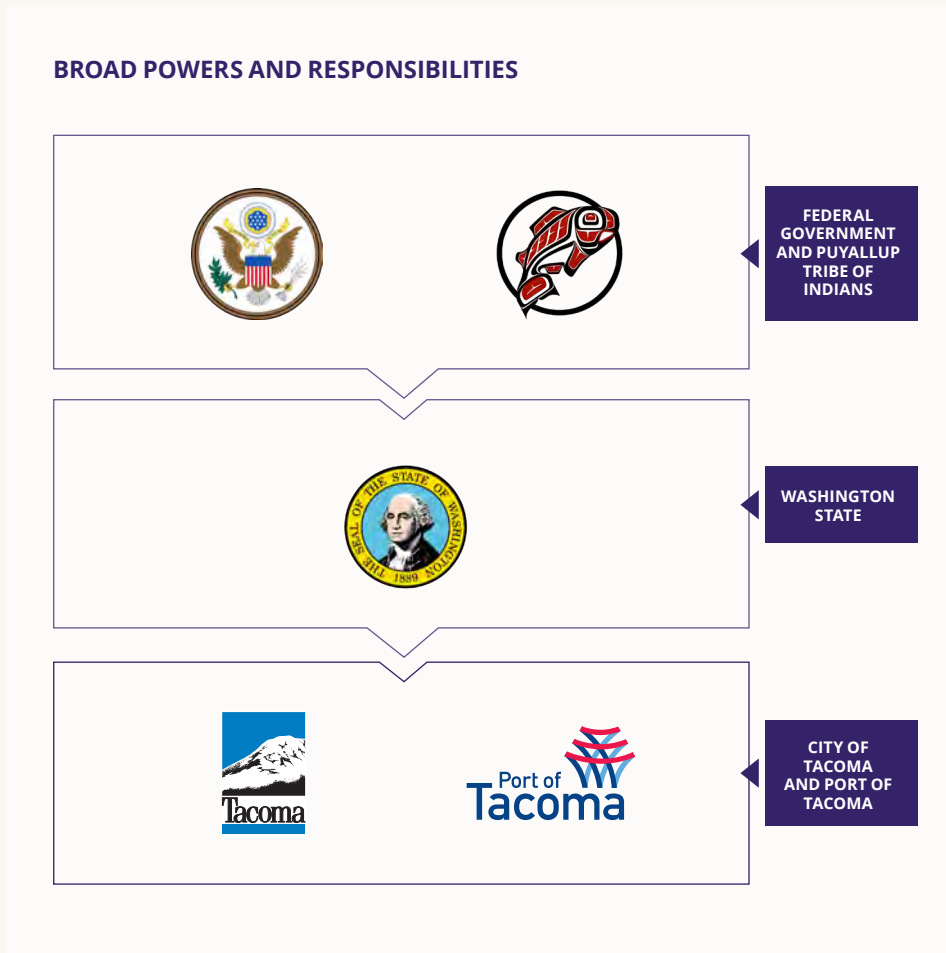 BROAD POWERS AND RESPONSIBILITIES
FEDERAL
GOVERNMENT
AND PUYALLUP
TRIBE OF
INDIANS
THE SEAL OF THE STATE OF WASHINGTON
1889
WASHINGTON
STATE
Tacoma
Port of
Tacoma
CITY OF
TACOMA
AND PORT OF
TACOMA